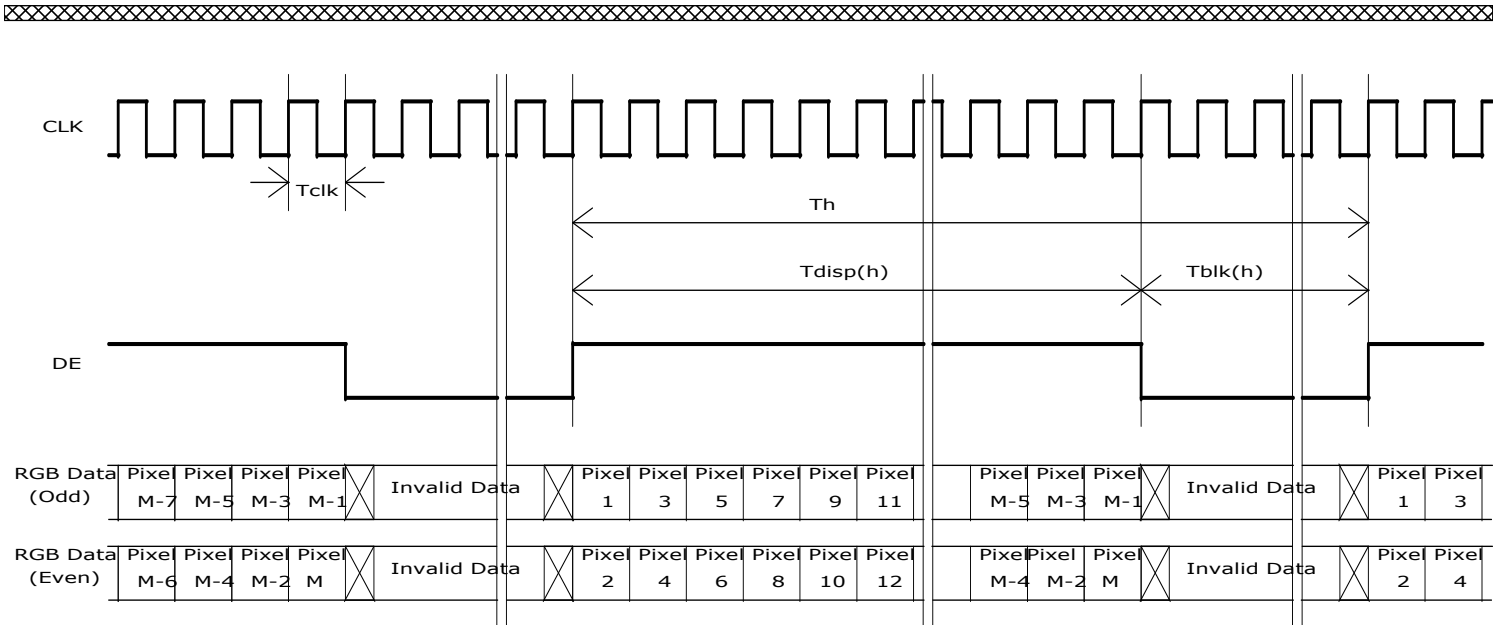 CLK
Tclk
Th
Tdisp(h)
Tblk(h)
DE
RGB Data
(Odd)
Pixel Pixel Pixel Pixel
M-7 M-5 M-3 M-1
Invalid Data
Pixel Pixel Pixel Pixel Pixel Pixel
1 3 5 7 9 11
Pixel Pixel Pixel
M-5 M-3 M-1
Invalid Data
Pixel Pixel
1 3
RGB Data
(Even)
Pixel Pixel Pixel Pixel
M-6 M-4 M-2 M
Invalid Data
Pixel Pixel Pixel Pixel Pixel Pixel
2 4 6 8 10 12
Pixel Pixel Pixel
M-4 M-2 M
Invalid Data
Pixel Pixel
2 4